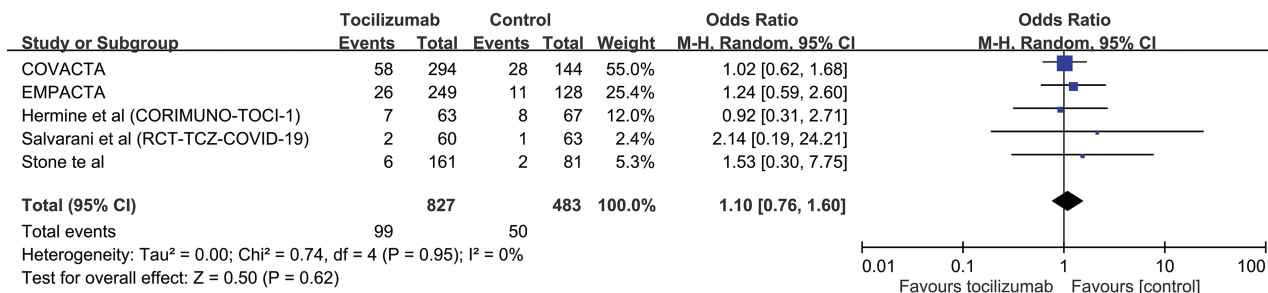 Tocilizumab Control Odds Ratio Odds Ratio
Study or Subgroup Events Total Events Total Weight M-H, Random, 95% CI M-H, Random, 95% CI
COVACTA 58 294 28 144 55.0% 1.02 [0.62, 1.68]
EMPACTA 26 249 11 128 25.4% 1.24 [0.59, 2.60]
Hermine et al (CORIMUNO-TOCI-1) 7 63 8 67 12.0% 0.92 [0.31, 2.71]
Salvarani et al (RCT-TCZ-COVID-19) 2 60 1 63 2.4% 2.14 [0.19, 24.21]
Stone te al 6 161 2 81 5.3% 1.53 [0.30, 7.75]
Total (95% CI) 827 483 100.0% 1.10 [0.76, 1.60]
Total events 99 50
Heterogeneity: Tau² = 0.00; Chi² = 0.74, df = 4 (P = 0.95); I² = 0%
Test for overall effect: Z = 0.50 (P = 0.62)
0.01 0.1 1 10 100
Favours tocilizumab Favours [control]